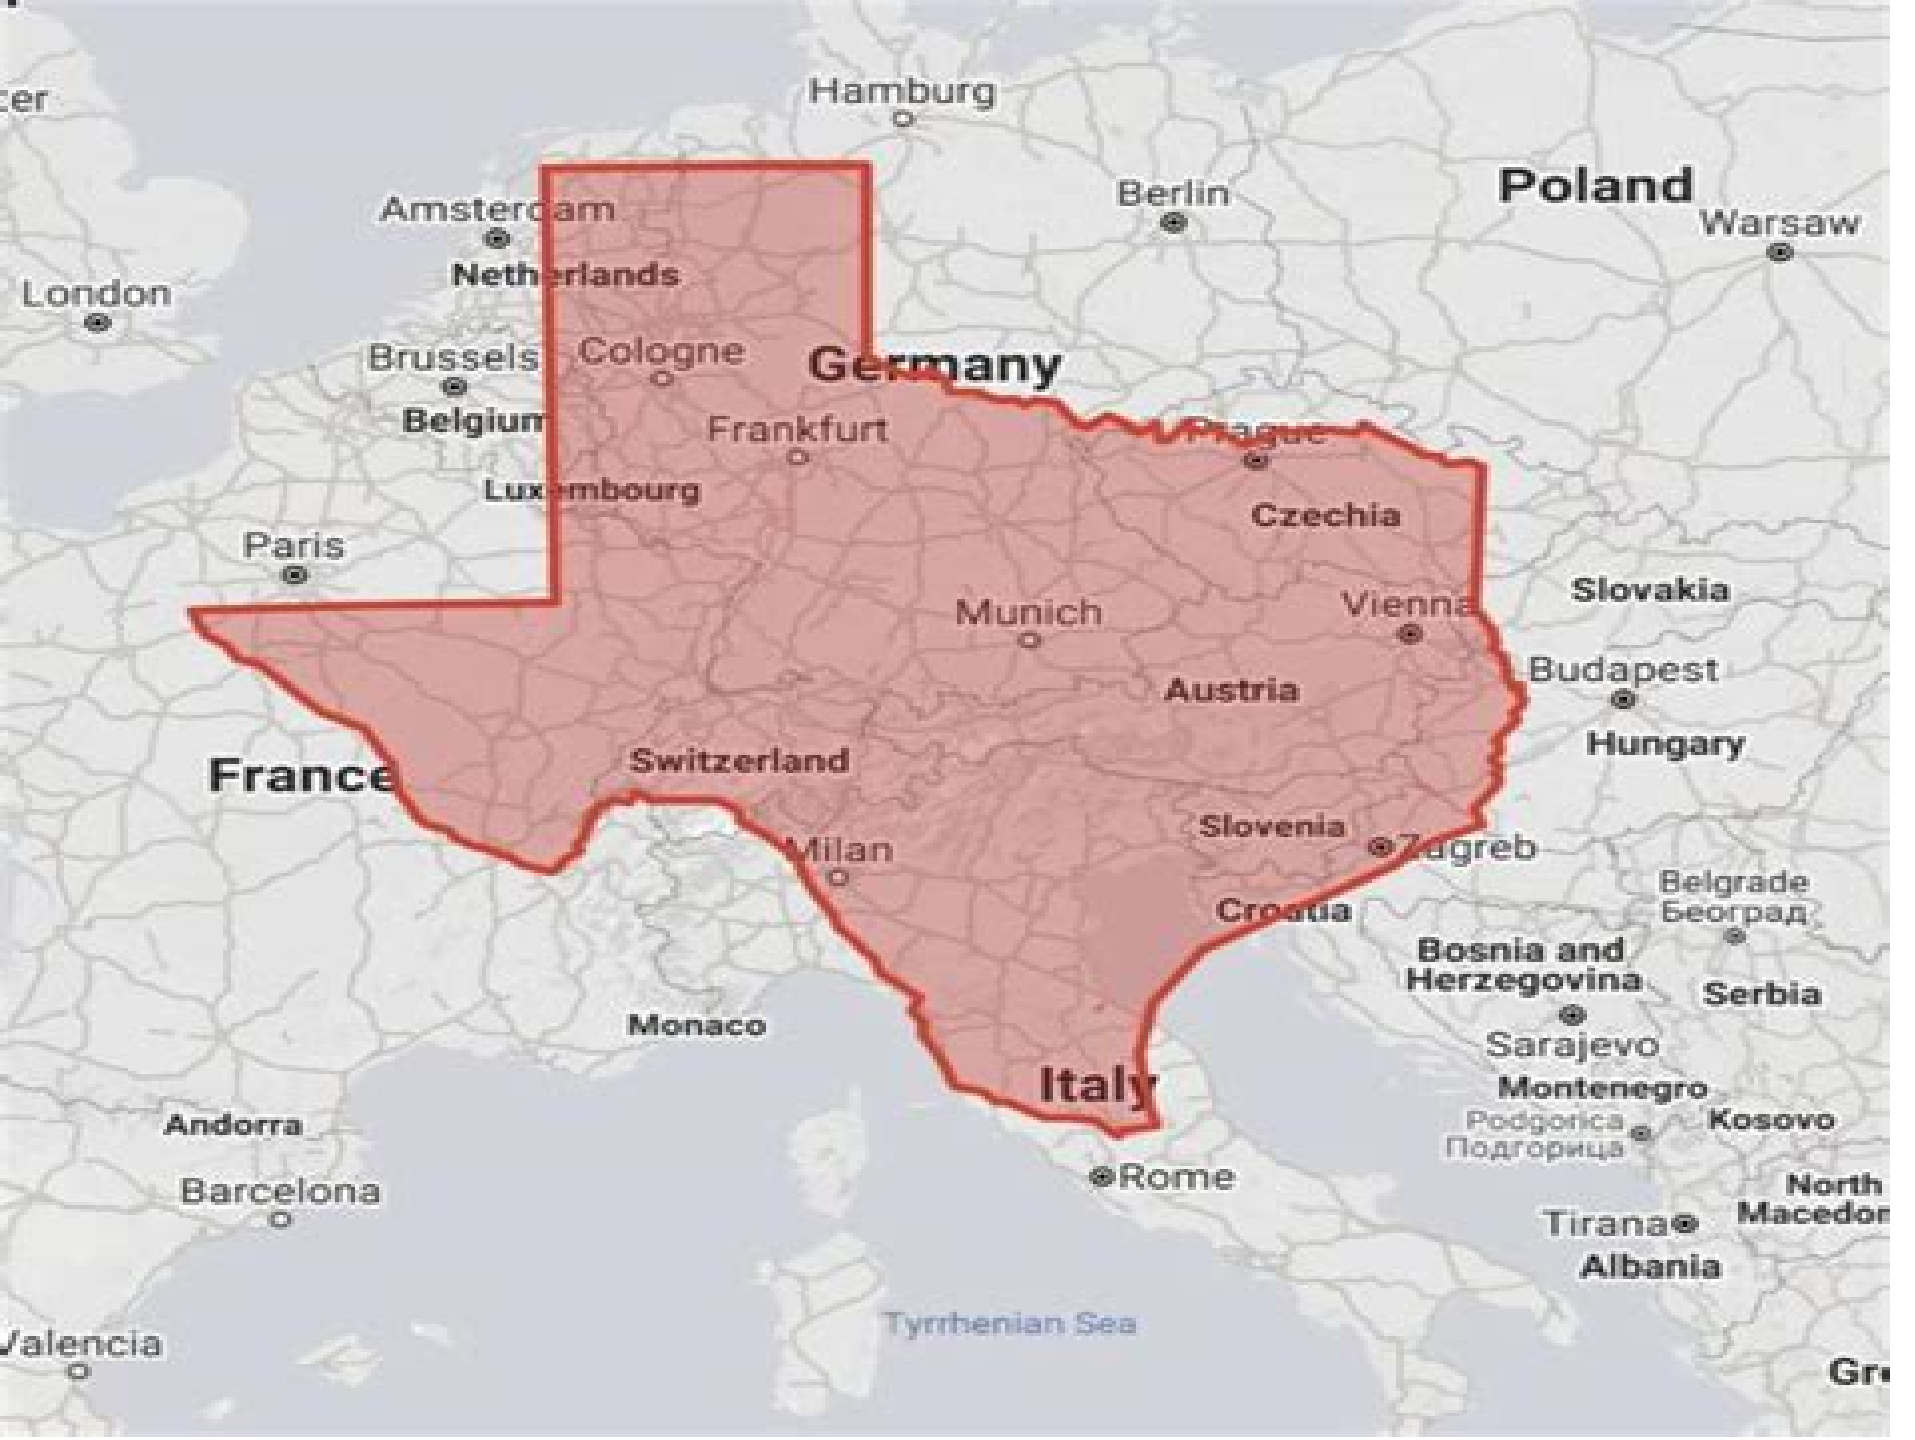 Hamburg
Poland
Berlin
Amsterdam
Warsaw
Netherlands
London
Brussels
Cologne
Germany
Belgium
Frankfurt
Prague
Luxembourg
Czechia
Paris
Slovakia
Munich
Vienna
Budapest
Austria
Hungary
Switzerland
France
Slovenia
Zagreb
Milan
Belgrade
Београд
Croatia
Bosnia and
Herzegovina
Serbia
Monaco
Sarajevo
Italy
Montenegro
Andorra
Podgorica
Подгорица
Kosovo
Rome
Barcelona
North
Macedon
Tirana
Albania
Tyrrhenian Sea
Valencia